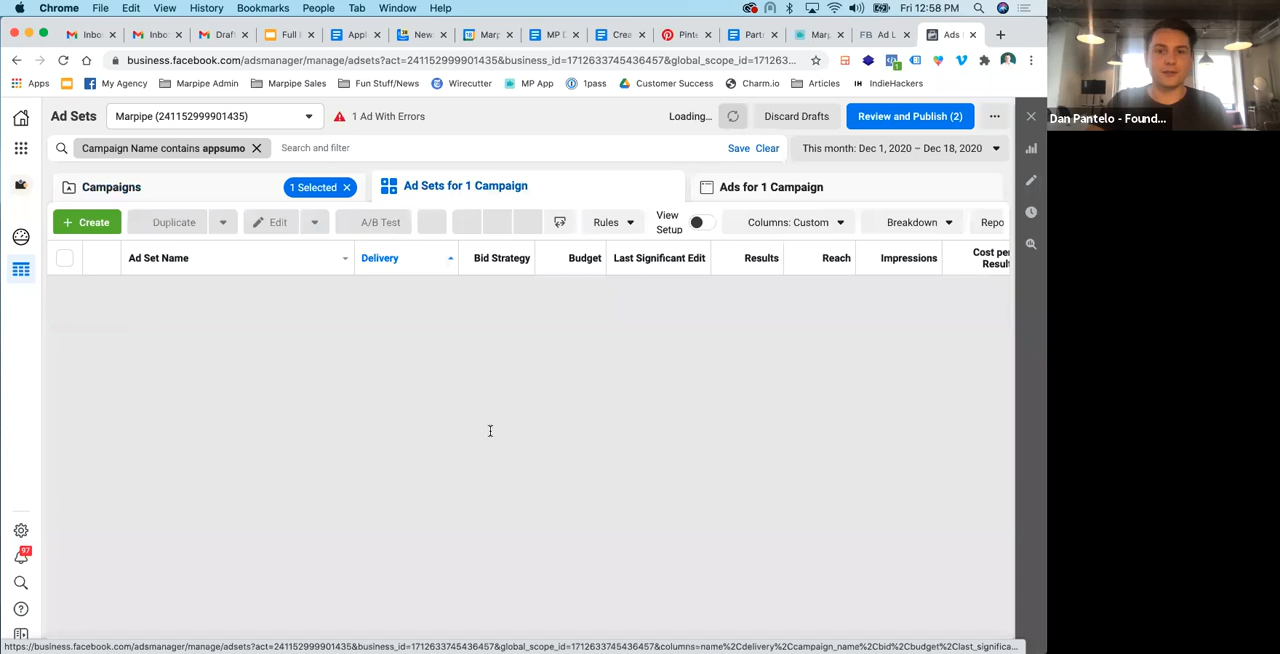 Chrome File Edit View History Bookmarks People Tab Window Help Fri 12:58 PM
Inbo Inbo Draft Full Appl New MP D Crea Pinte Part Marp FB Ad L Ads
business.facebook.com/adsmanager/manage/adsets?act=241152999901435&business_id=1712633745436457&global_scope_id=171263...
Apps My Agency Marpipe Admin Marpipe Sales Fun Stuff/News Wirecutter MP App 1pass Customer Success Charm.io Articles IH IndieHackers
Ad Sets Marpipe (241152999901435) 1 Ad With Errors Loading... Discard Drafts Review and Publish (2)
Dan Pantelo - Found...
Campaign Name contains appsumo Search and filter Save Clear This month: Dec 1, 2020 – Dec 18, 2020
Campaigns 1 Selected Ad Sets for 1 Campaign Ads for 1 Campaign
+ Create Duplicate Edit A/B Test Rules View Setup Columns: Custom Breakdown Repo
Ad Set Name Delivery Bid Strategy Budget Last Significant Edit Results Reach Impressions Cost per Result
97
https://business.facebook.com/adsmanager/manage/adsets?act=241152999901435&business_id=1712633745436457&global_scope_id=1712633745436457&columns=name%2Cdelivery%2Ccampaign_name%2Cbid%2Cbudget%2Clast_significa...